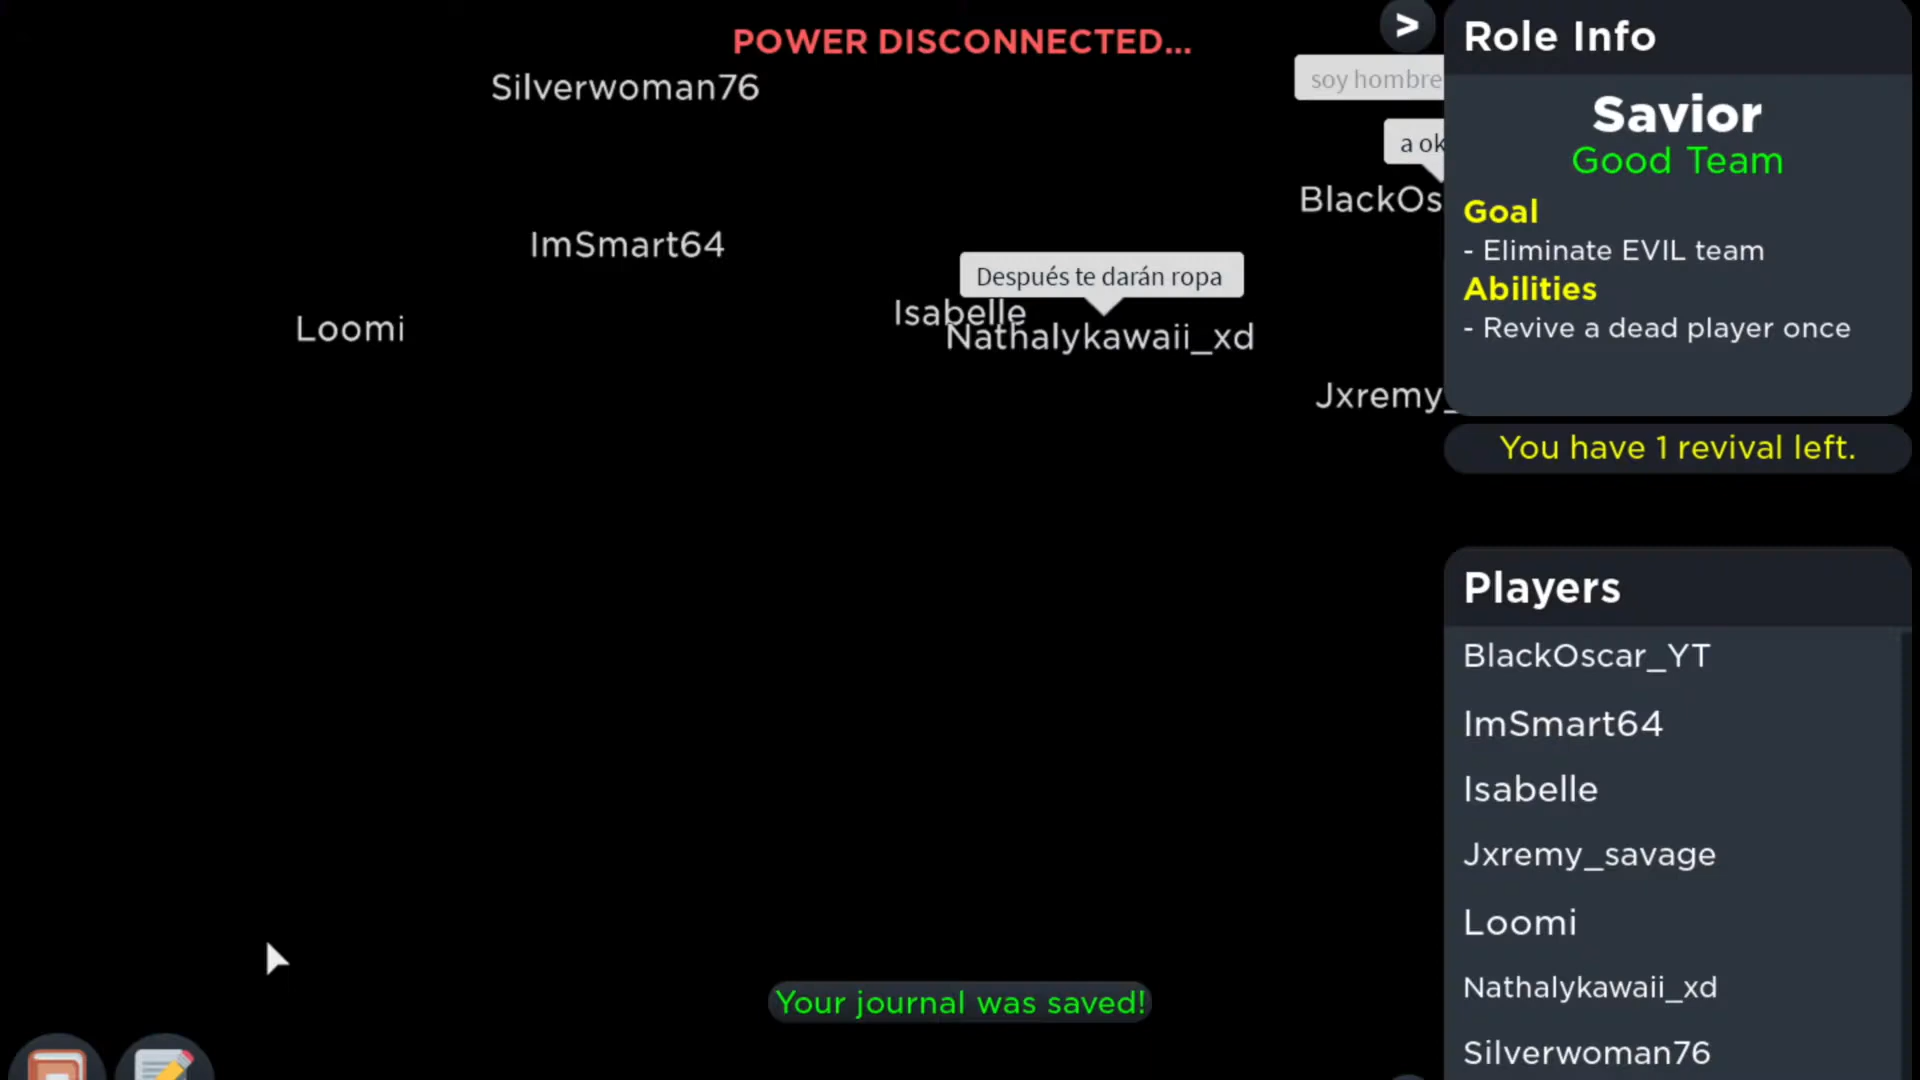 POWER DISCONNECTED...
>
Silverwoman76
soy hombre
a ok
BlackOs
ImSmart64
Después te darán ropa
Isabelle
Loomi
Nathalykawaii_xd
Jxremy_
Role Info
Savior
Good Team
Goal
- Eliminate EVIL team
Abilities
- Revive a dead player once
You have 1 revival left.
Players
BlackOscar_YT
ImSmart64
Isabelle
Jxremy_savage
Loomi
Nathalykawaii_xd
Silverwoman76
Your journal was saved!